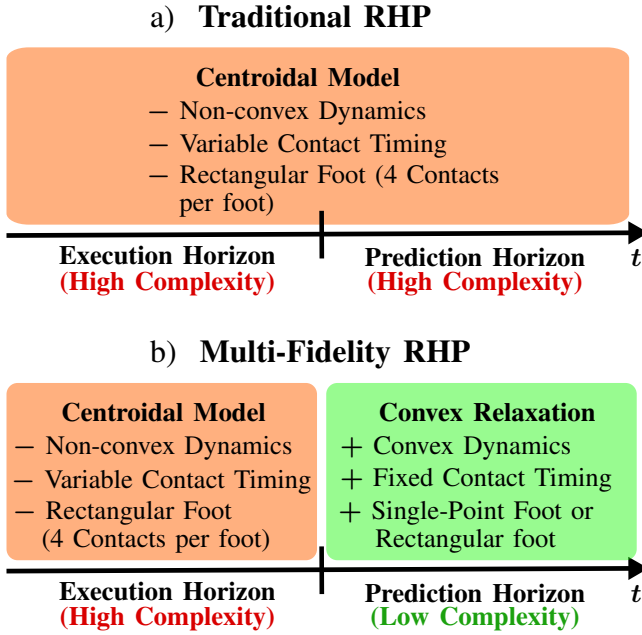 a) Traditional RHP
Centroidal Model
− Non-convex Dynamics
− Variable Contact Timing
− Rectangular Foot (4 Contacts
per foot)
Execution Horizon Prediction Horizon t
(High Complexity) (High Complexity)
b) Multi-Fidelity RHP
Centroidal Model
− Non-convex Dynamics
− Variable Contact Timing
− Rectangular Foot
(4 Contacts per foot)
Convex Relaxation
+ Convex Dynamics
+ Fixed Contact Timing
+ Single-Point Foot or
Rectangular foot
Execution Horizon Prediction Horizon t
(High Complexity) (Low Complexity)